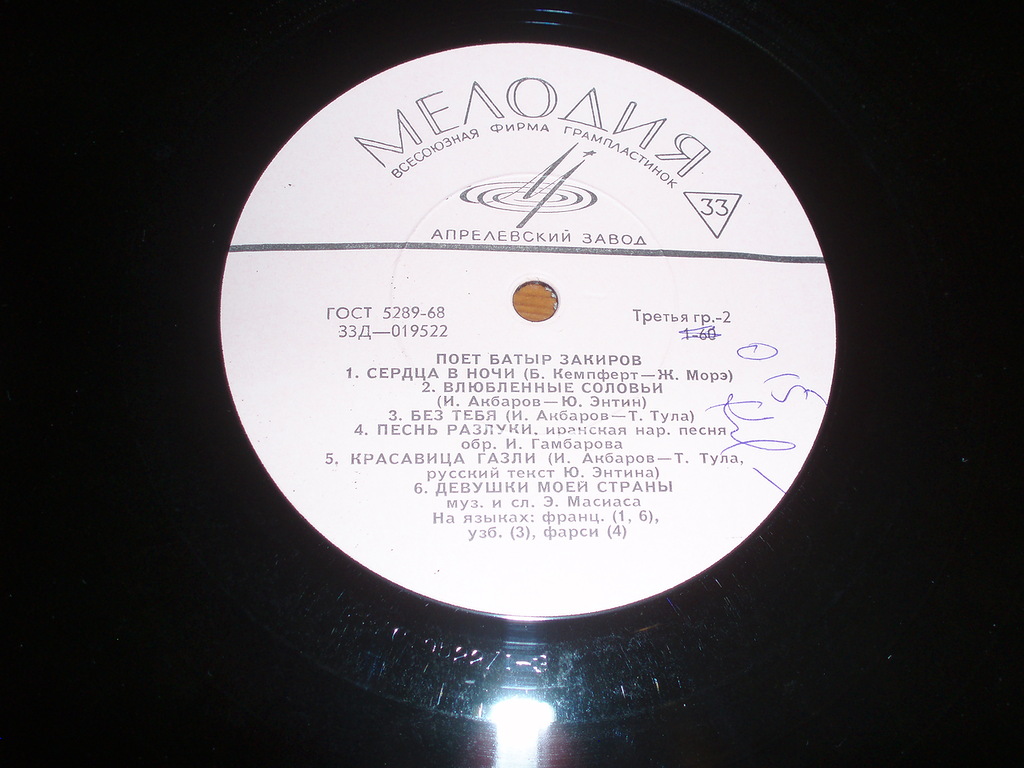 МЕЛОДИЯ
ВСЕСОЮЗНАЯ ФИРМА ГРАМПЛАСТИНОК
33
АПРЕЛЕВСКИЙ ЗАВОД
ГОСТ 5289-68
33Д—019522
Третья гр.-2
1-60
ПОЕТ БАТЫР ЗАКИРОВ
1. СЕРДЦА В НОЧИ (Б. Кемпферт—Ж. Морэ)
2. ВЛЮБЛЕННЫЕ СОЛОВЬИ
(И. Акбаров—Ю. Энтин)
3. БЕЗ ТЕБЯ (И. Акбаров—Т. Тула)
4. ПЕСНЬ РАЗЛУКИ, иранская нар. песня
обр. И. Гамбарова
5. КРАСАВИЦА ГАЗЛИ (И. Акбаров—Т. Тула,
русский текст Ю. Энтина)
6. ДЕВУШКИ МОЕЙ СТРАНЫ
муз. и сл. Э. Масиаса
На языках: франц. (1, 6),
узб. (3), фарси (4)